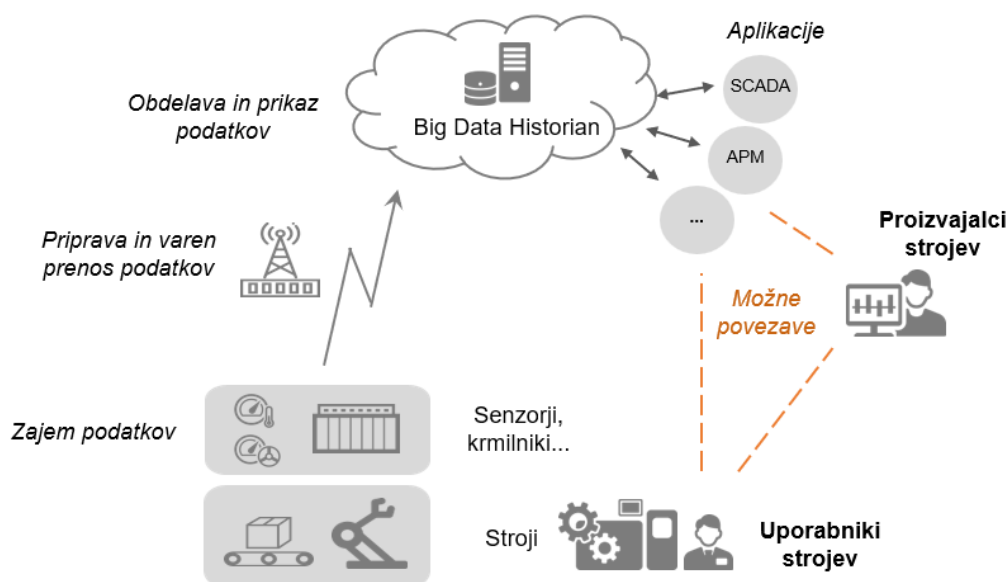 Aplikacije
SCADA
Obdelava in prikaz
podatkov
Big Data Historian
APM
...
Priprava in varen
prenos podatkov
Proizvajalci
strojev
Možne
povezave
Zajem podatkov
Senzorji,
krmilniki...
Stroji
Uporabniki
strojev